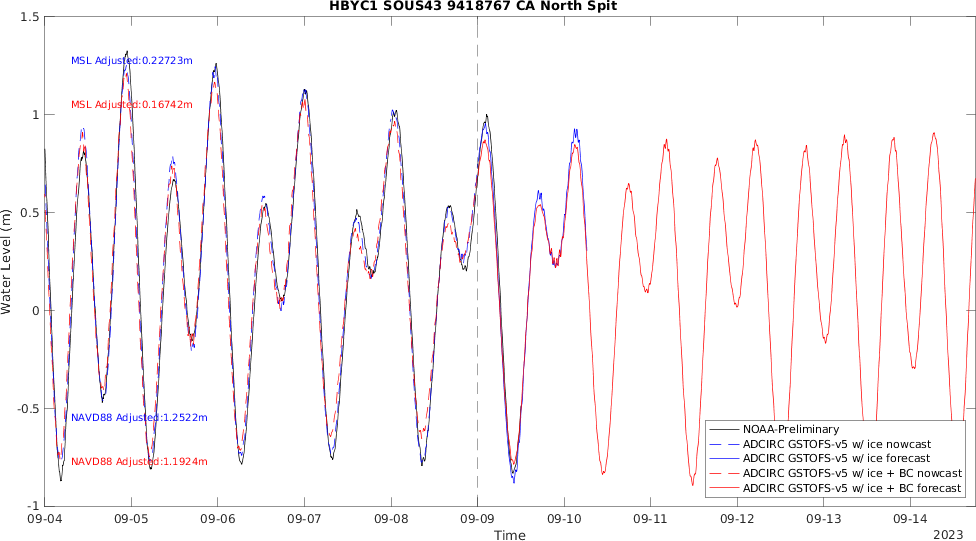 HBYC1 SOUS43 9418767 CA North Spit
1.5
1
0.5
0
-0.5
-1
Water Level (m)
MSL Adjusted:0.22723m
MSL Adjusted:0.16742m
NAVD88 Adjusted:1.2522m
NAVD88 Adjusted:1.1924m
NOAA-Preliminary
ADCIRC GSTOFS-v5 w/ ice nowcast
ADCIRC GSTOFS-v5 w/ ice forecast
ADCIRC GSTOFS-v5 w/ ice + BC nowcast
ADCIRC GSTOFS-v5 w/ ice + BC forecast
09-04 09-05 09-06 09-07 09-08 09-09 09-10 09-11 09-12 09-13 09-14
Time
2023